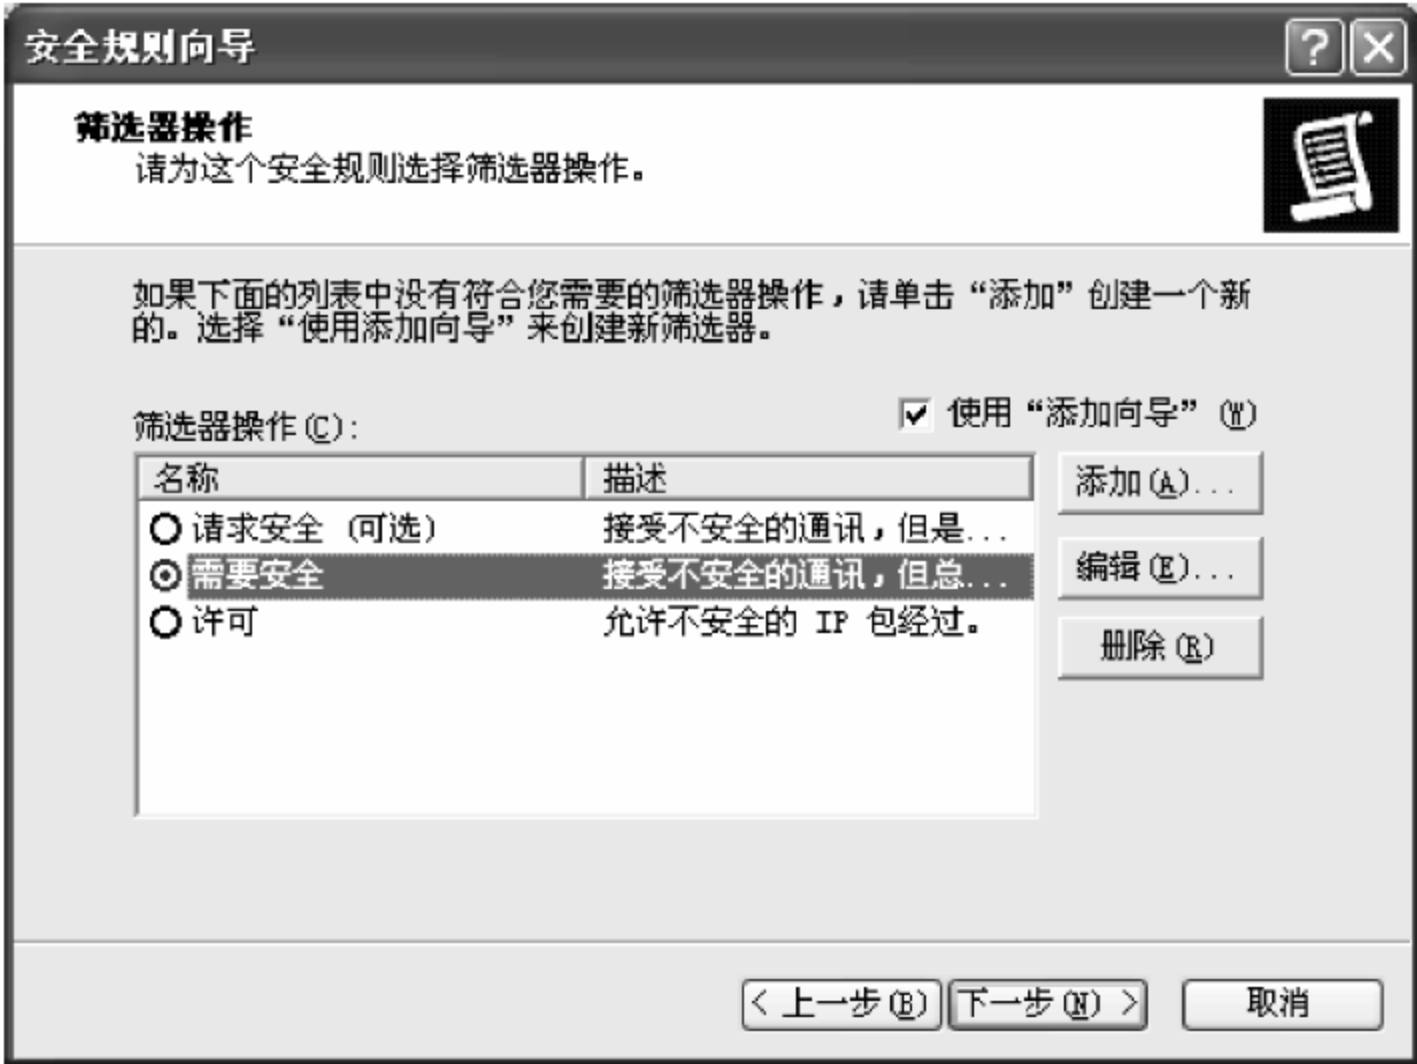 安全规则向导
筛选器操作
请为这个安全规则选择筛选器操作。
如果下面的列表中没有符合您需要的筛选器操作,请单击“添加”创建一个新
的。选择“使用添加向导”来创建新筛选器。
筛选器操作(C):
使用“添加向导”(W)
名称 描述
请求安全 (可选) 接受不安全的通讯,但是...
需要安全 接受不安全的通讯,但总...
许可 允许不安全的 IP 包经过。
添加(A)...
编辑(E)...
删除(R)
< 上一步(B) 下一步(N) > 取消